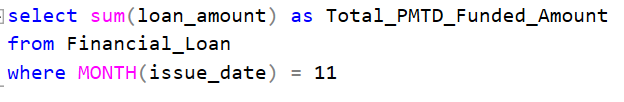 select sum(loan_amount) as Total_PMTD_Funded_Amount
from Financial_Loan
where MONTH(issue_date) = 11